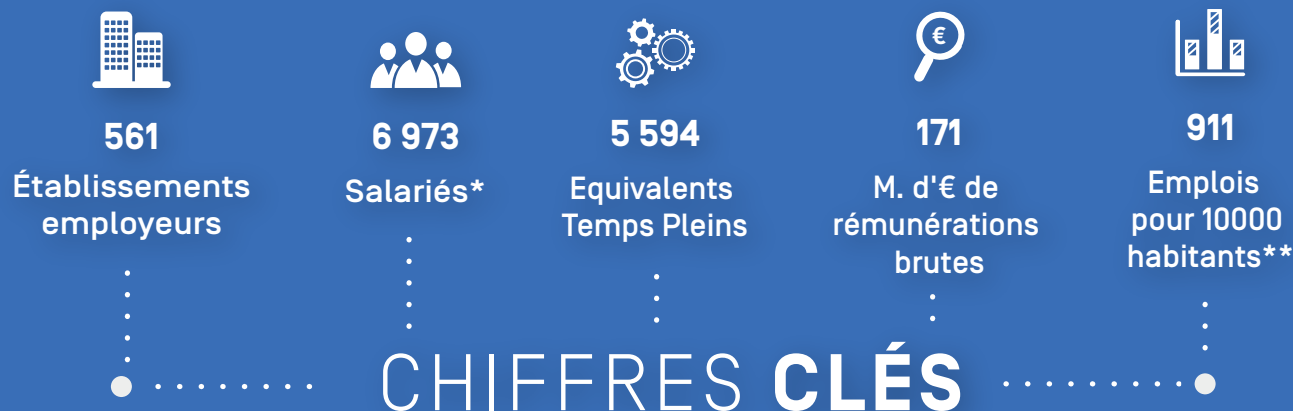 561
Établissements
employeurs
6 973
Salariés*
5 594
Equivalents
Temps Pleins
€
171
M. d'€ de
rémunérations
brutes
911
Emplois
pour 10000
habitants**
CHIFFRES CLÉS